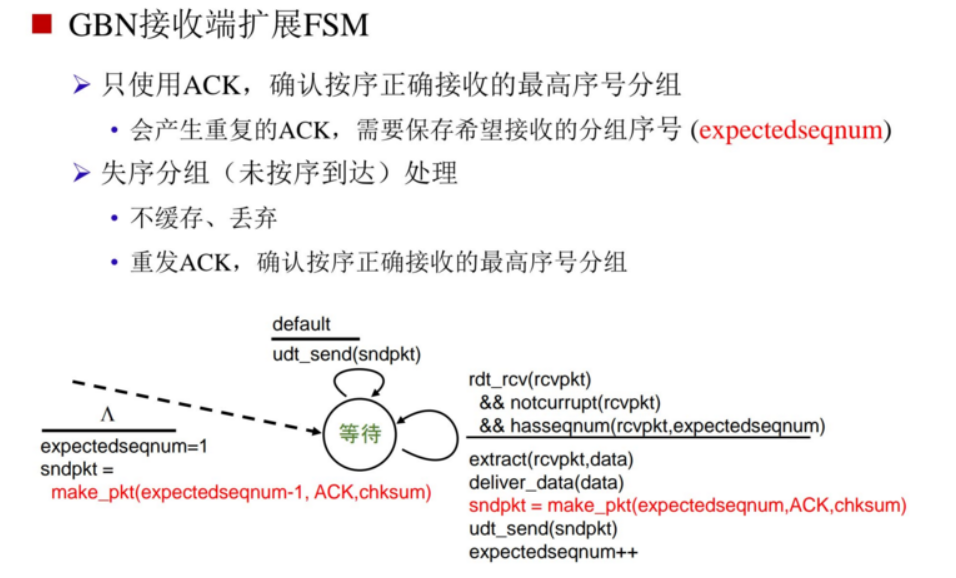 GBN接收端扩展FSM
只使用ACK，确认按序正确接收的最高序号分组
会产生重复的ACK，需要保存希望接收的分组序号 (expectedseqnum)
失序分组（未按序到达）处理
不缓存、丢弃
重发ACK，确认按序正确接收的最高序号分组
default
udt_send(sndpkt)
Λ
expectedseqnum=1
sndpkt =
make_pkt(expectedseqnum-1, ACK,chksum)
等待
rdt_rcv(rcvpkt)
&& notcurrupt(rcvpkt)
&& hasseqnum(rcvpkt,expectedseqnum)
extract(rcvpkt,data)
deliver_data(data)
sndpkt = make_pkt(expectedseqnum,ACK,chksum)
udt_send(sndpkt)
expectedseqnum++